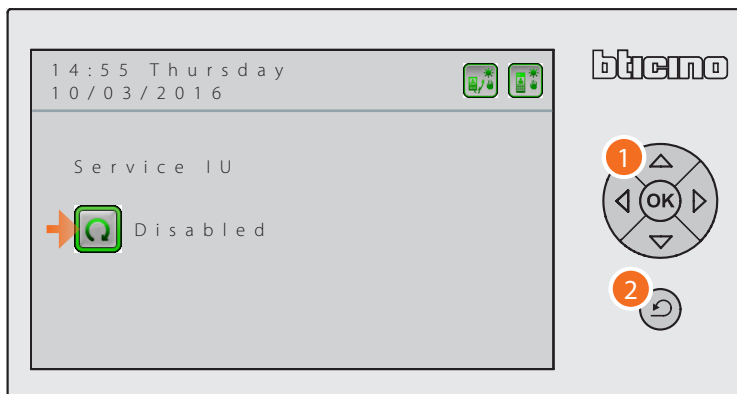 14:55 Thursday
10/03/2016
bticino
Service IU
Disabled
1
OK
2